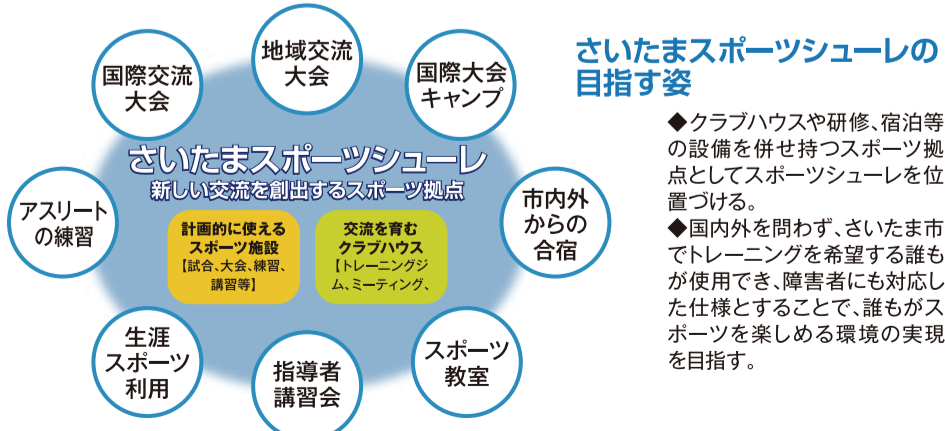 地域交流
大会
国際交流
大会
国際大会
キャンプ
さいたまスポーツシューレ
新しい交流を創出するスポーツ拠点
アスリート
の練習
計画的に使える
スポーツ施設
【試合、大会、練習、
講習等】
交流を育む
クラブハウス
【トレーニングジ
ム、ミーティング、
市内外
からの
合宿
生涯
スポーツ
利用
指導者
講習会
スポーツ
教室
さいたまスポーツシューレの
目指す姿
◆クラブハウスや研修、宿泊等
の設備を併せ持つスポーツ拠
点としてスポーツシューレを位
置づける。
◆国内外を問わず、さいたま市
でトレーニングを希望する誰も
が使用でき、障害者にも対応し
た仕様とすることで、誰もがス
ポーツを楽しめる環境の実現
を目指す。